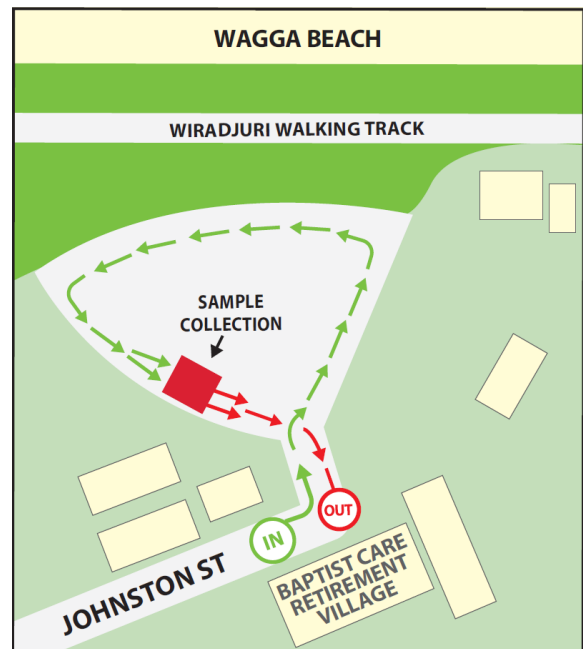 WAGGA BEACH
WIRADJURI WALKING TRACK
SAMPLE
COLLECTION
OUT
IN
JOHNSTON ST
BAPTIST CARE
RETIREMENT
VILLAGE